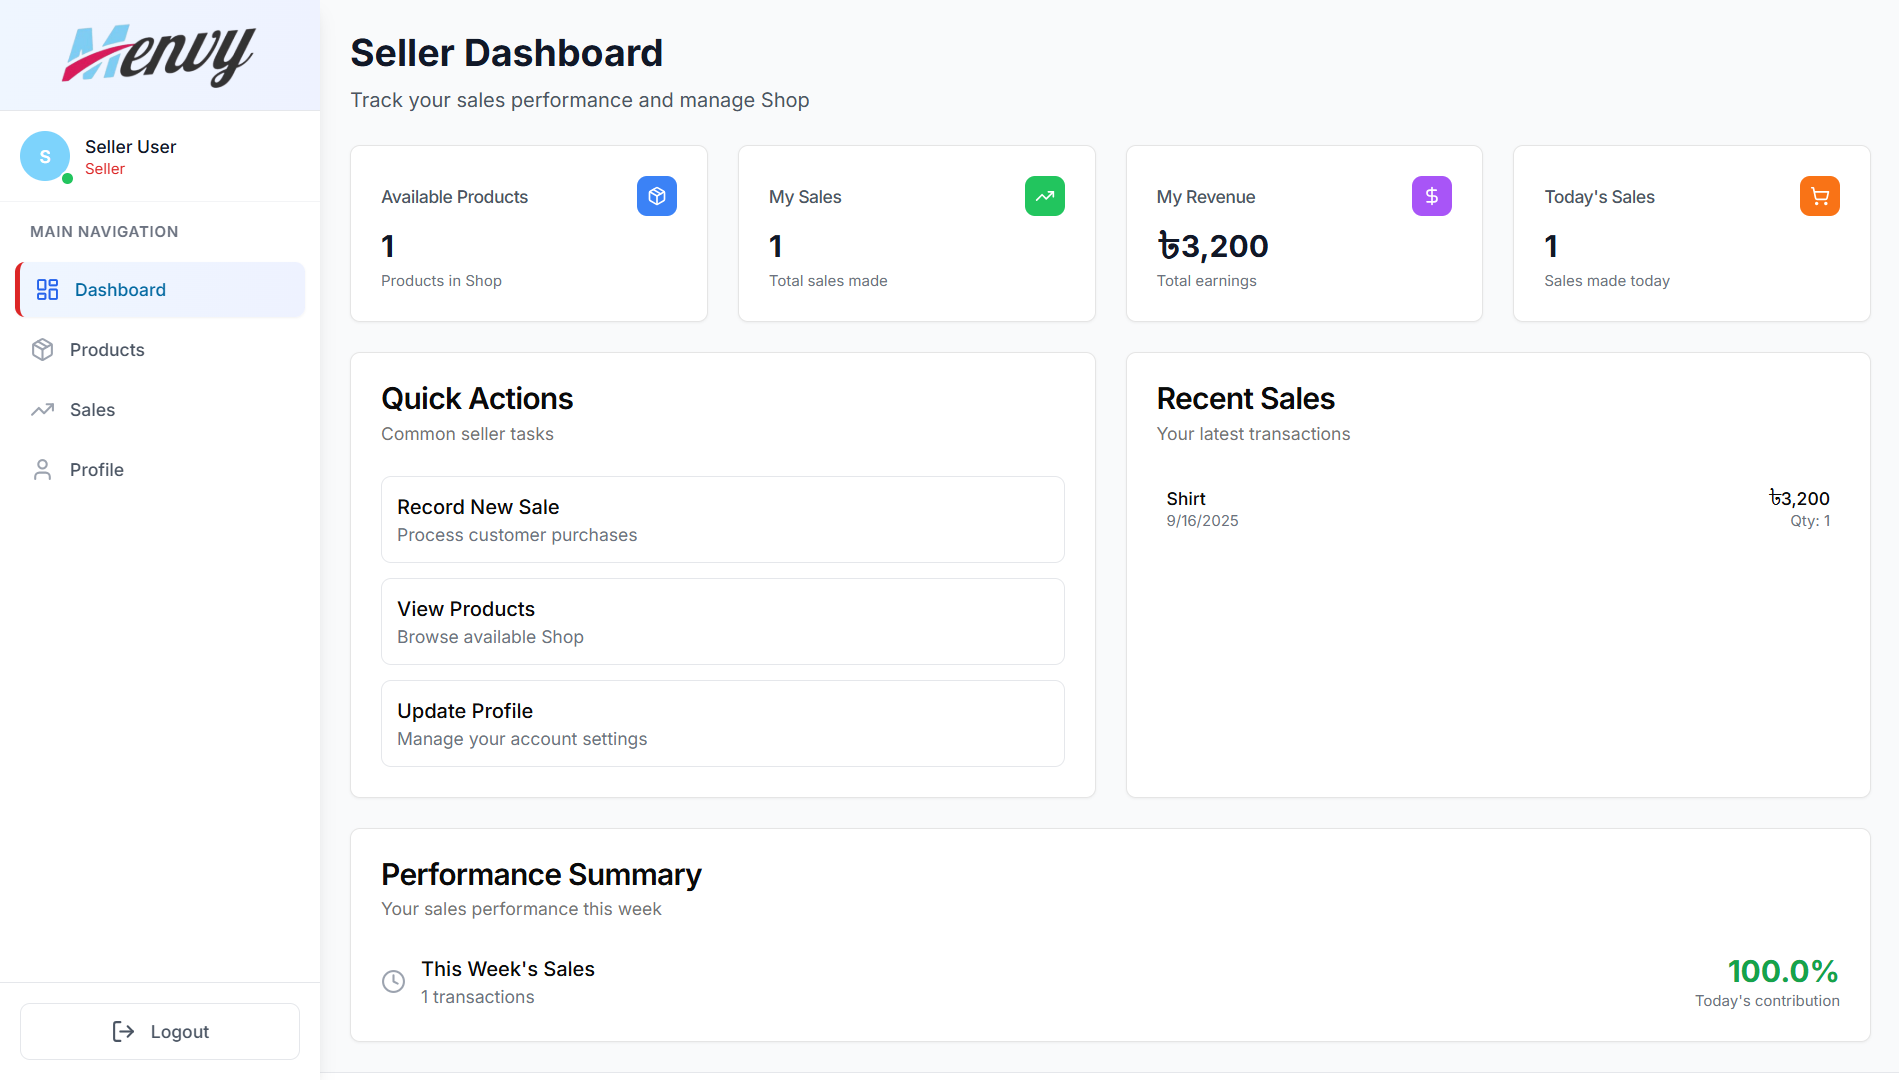 Menvy
S
Seller User
Seller
MAIN NAVIGATION
Dashboard
Products
Sales
Profile
Logout
Seller Dashboard
Track your sales performance and manage Shop
Available Products
1
Products in Shop
My Sales
1
Total sales made
My Revenue
৳3,200
Total earnings
Today's Sales
1
Sales made today
Quick Actions
Common seller tasks
Record New Sale
Process customer purchases
View Products
Browse available Shop
Update Profile
Manage your account settings
Recent Sales
Your latest transactions
Shirt
৳3,200
9/16/2025
Qty: 1
Performance Summary
Your sales performance this week
This Week's Sales
1 transactions
100.0%
Today's contribution